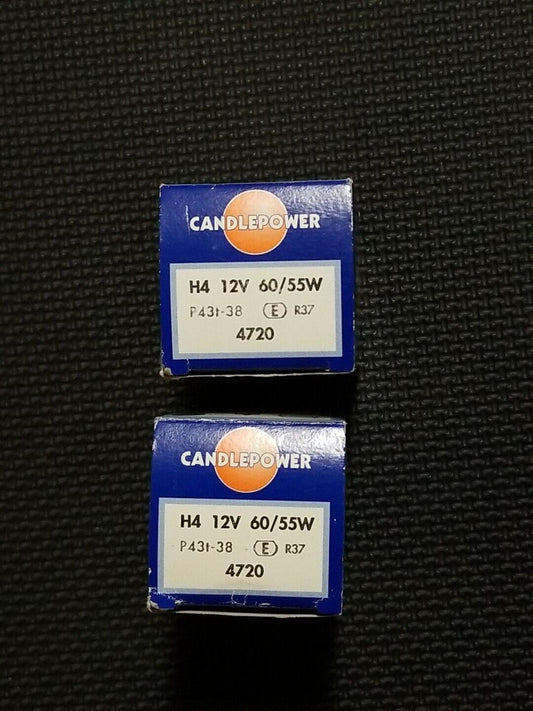 CANDLEPOWER
H4 12V 60/55W
P43t-38 E R37
4720
CANDLEPOWER
H4 12V 60/55W
P43t-38 E R37
4720